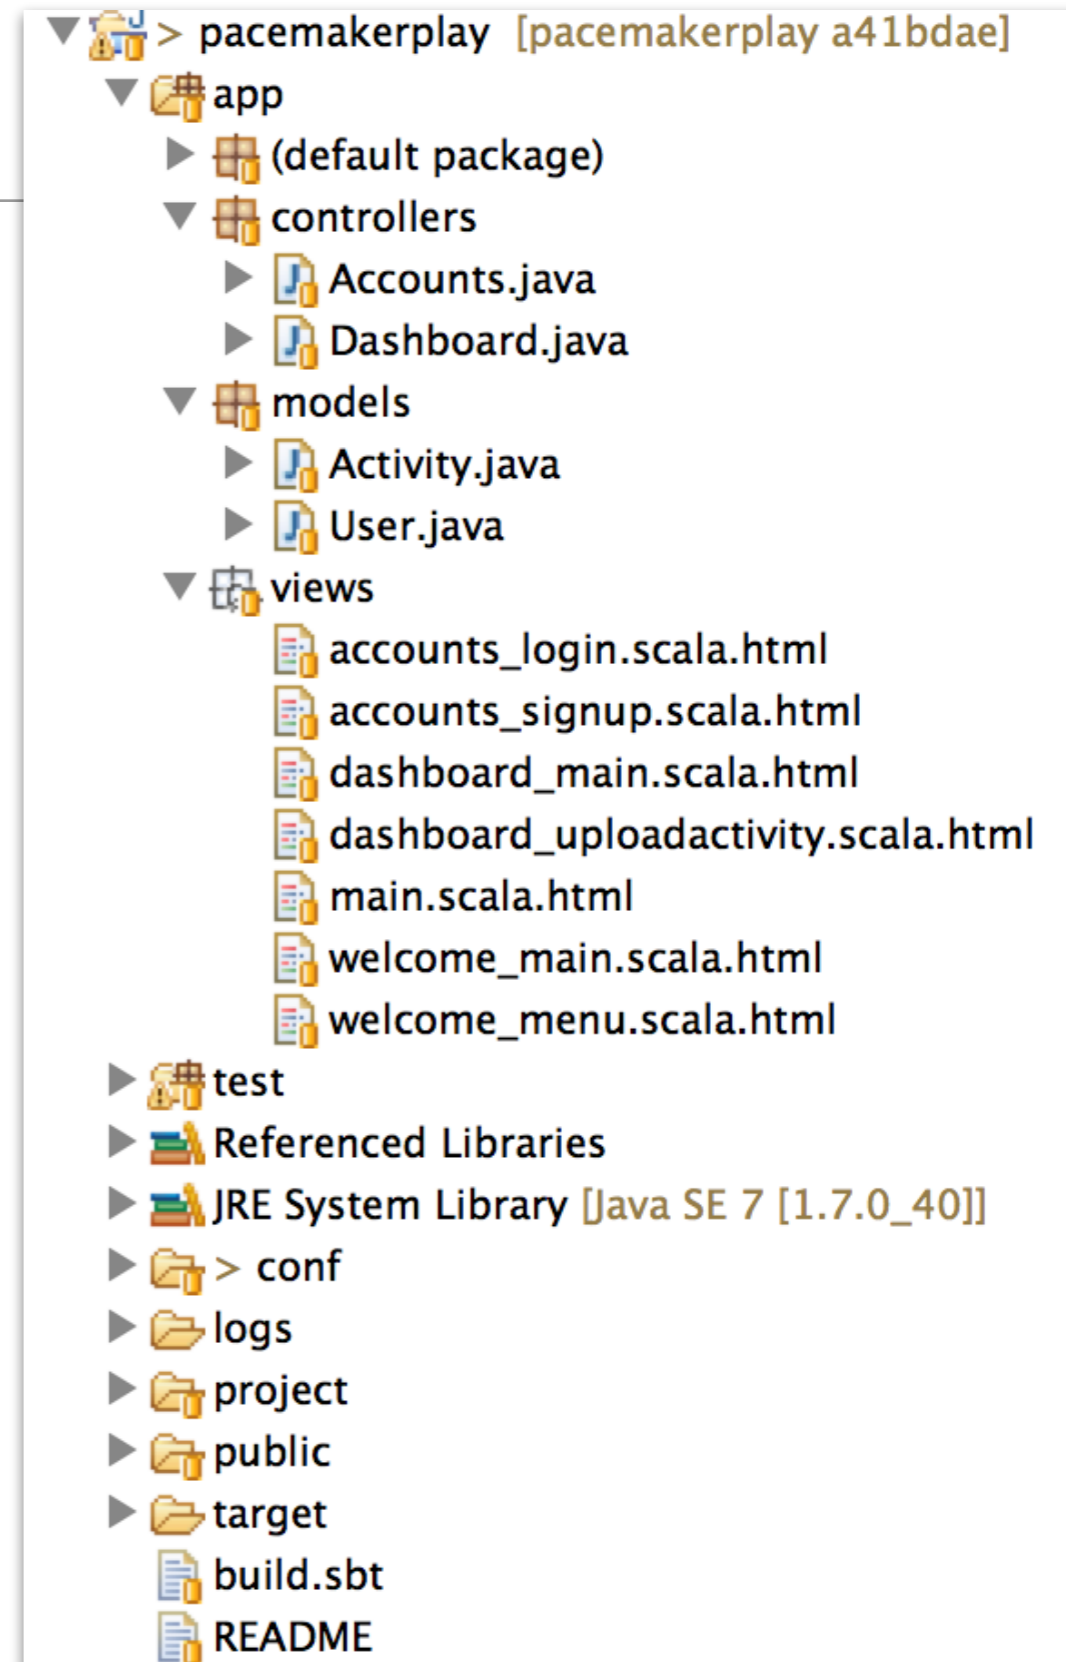 > pacemakerplay [pacemakerplay a41bdae]
app
(default package)
controllers
Accounts.java
Dashboard.java
models
Activity.java
User.java
views
accounts_login.scala.html
accounts_signup.scala.html
dashboard_main.scala.html
dashboard_uploadactivity.scala.html
main.scala.html
welcome_main.scala.html
welcome_menu.scala.html
test
Referenced Libraries
JRE System Library [Java SE 7 [1.7.0_40]]
> conf
logs
project
public
target
build.sbt
README